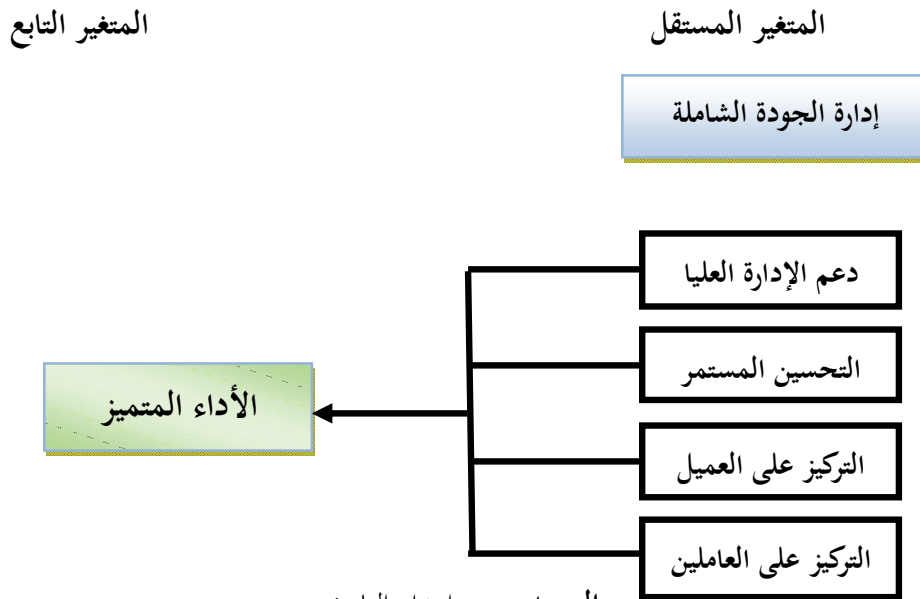 المتغير المستقل
المتغير التابع
إدارة الجودة الشاملة
دعم الإدارة العليا
التحسين المستمر
الأداء المتميز
التركيز على العميل
التركيز على العاملين